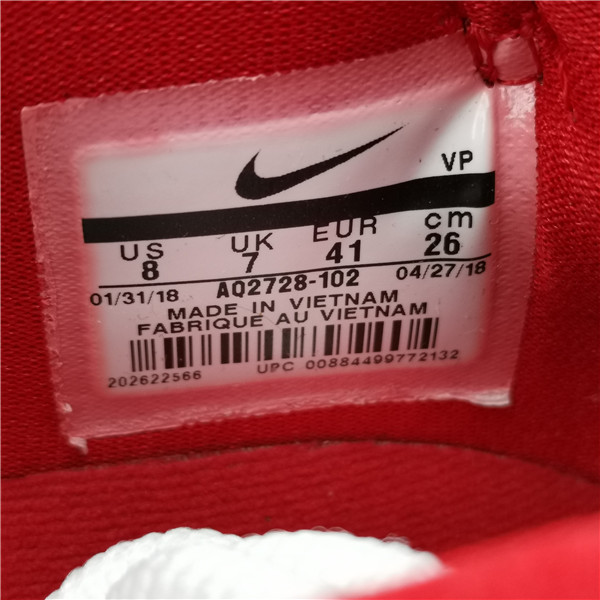 VP
US UK EUR cm
8 7 41 26
01/31/18 AQ2728-102 04/27/18
MADE IN VIETNAM
FABRIQUE AU VIETNAM
202622566 UPC 00884499772132